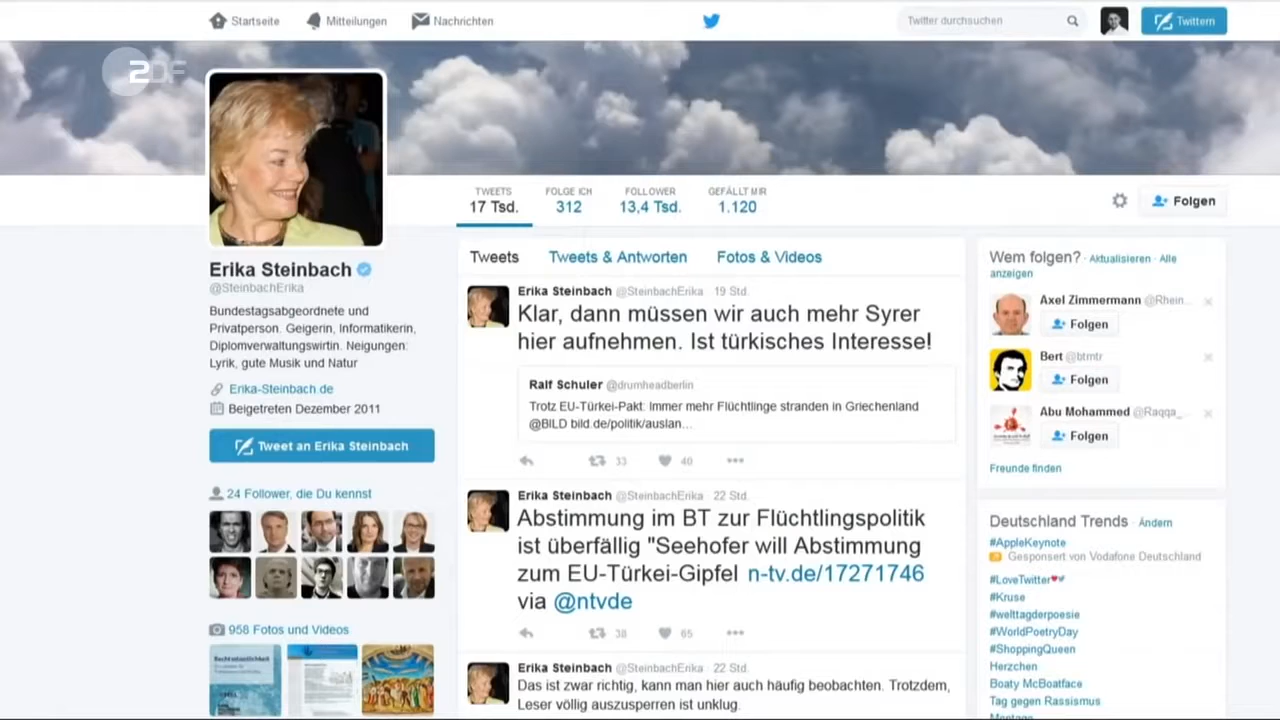 Startseite
Mitteilungen
Nachrichten
Twitter durchsuchen
Twittern
ZDF
TWEETS
17 Tsd.
FOLGE ICH
312
FOLLOWER
13,4 Tsd.
GEFÄLLT MIR
1.120
Folgen
Erika Steinbach
@SteinbachErika
Bundestagsabgeordnete und
Privatperson. Geigerin, Informatikerin,
Diplomverwaltungswirtin. Neigungen:
Lyrik, gute Musik und Natur
Erika-Steinbach.de
Beigetreten Dezember 2011
Tweet an Erika Steinbach
24 Follower, die Du kennst
958 Fotos und Videos
Tweets
Tweets & Antworten
Fotos & Videos
Erika Steinbach @SteinbachErika 19 Std.
Klar, dann müssen wir auch mehr Syrer
hier aufnehmen. Ist türkisches Interesse!
Ralf Schuler @drumheadberlin
Trotz EU-Türkei-Pakt: Immer mehr Flüchtlinge stranden in Griechenland
@BILD bild.de/politik/auslan...
33
40
Erika Steinbach @SteinbachErika 22 Std.
Abstimmung im BT zur Flüchtlingspolitik
ist überfällig "Seehofer will Abstimmung
zum EU-Türkei-Gipfel n-tv.de/17271746
via @ntvde
38
65
Erika Steinbach @SteinbachErika 22 Std.
Das ist zwar richtig, kann man hier auch häufig beobachten. Trotzdem,
Leser völlig auszusperren ist unklug.
Wem folgen? · Aktualisieren · Alle
anzeigen
Axel Zimmermann @Rhein...
Folgen
Bert @btmtr
Folgen
Abu Mohammed @Raqqa_...
Folgen
Freunde finden
Deutschland Trends · Ändern
#AppleKeynote
Gesponsert von Vodafone Deutschland
#LoveTwitter
#Kruse
#welttagderpoesie
#WorldPoetryDay
#ShoppingQueen
Herzchen
Boaty McBoatface
Tag gegen Rassismus
Montage